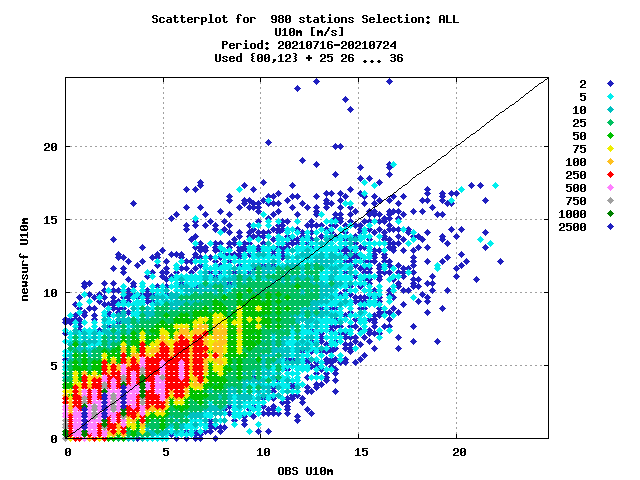 Scatterplot for  980 stations Selection: ALL
U10m [m/s]
Period: 20210716-20210724
Used {00,12} + 25 26 ... 36
2
5
10
25
50
75
100
250
500
750
1000
2500
newsurf U10m
20
15
10
5
0
0 5 10 15 20
OBS U10m